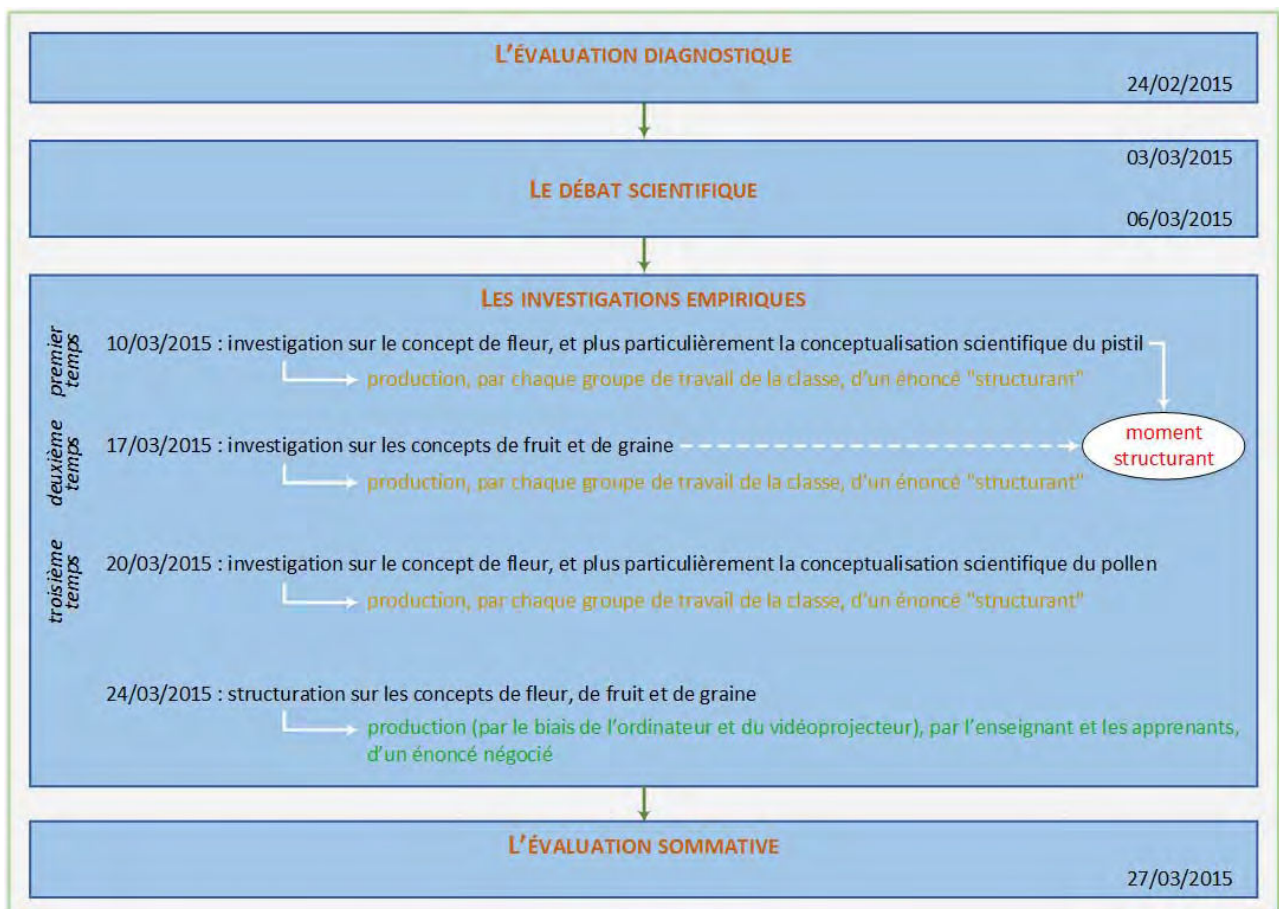 L'ÉVALUATION DIAGNOSTIQUE
24/02/2015
03/03/2015
LE DÉBAT SCIENTIFIQUE
06/03/2015
LES INVESTIGATIONS EMPIRIQUES
premier
temps
10/03/2015 : investigation sur le concept de fleur, et plus particulièrement la conceptualisation scientifique du pistil
production, par chaque groupe de travail de la classe, d'un énoncé "structurant"
deuxième
temps
17/03/2015 : investigation sur les concepts de fruit et de graine
moment
structurant
production, par chaque groupe de travail de la classe, d'un énoncé "structurant"
troisième
temps
20/03/2015 : investigation sur le concept de fleur, et plus particulièrement la conceptualisation scientifique du pollen
production, par chaque groupe de travail de la classe, d'un énoncé "structurant"
24/03/2015 : structuration sur les concepts de fleur, de fruit et de graine
production (par le biais de l'ordinateur et du vidéoprojecteur), par l'enseignant et les apprenants,
d'un énoncé négocié
L'ÉVALUATION SOMMATIVE
27/03/2015